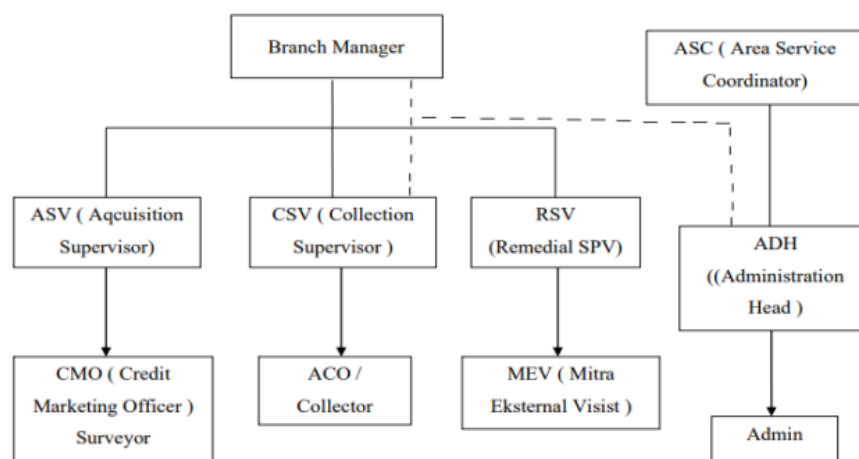 Branch Manager
ASC ( Area Service
Coordinator)
ASV ( Aqcuisition
Supervisor)
CSV ( Collection
Supervisor )
RSV
(Remedial SPV)
ADH
((Administration
Head )
CMO ( Credit
Marketing Officer )
Surveyor
ACO /
Collector
MEV ( Mitra
Eksternal Visist )
Admin